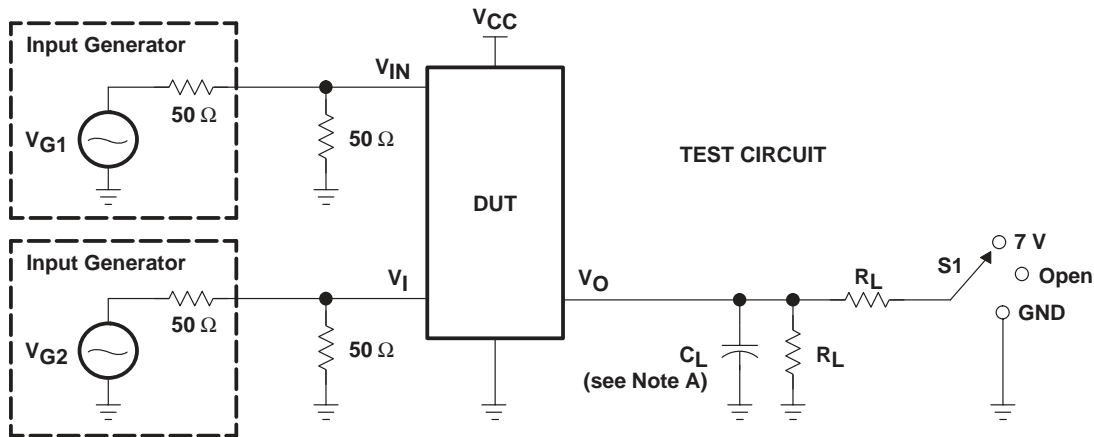 VCC
Input Generator
VIN
50 Ω
VG1
50 Ω
TEST CIRCUIT
DUT
7 V
Input Generator
S1
Open
VI
VO
RL
GND
50 Ω
VG2
50 Ω
CL
(see Note A)
RL